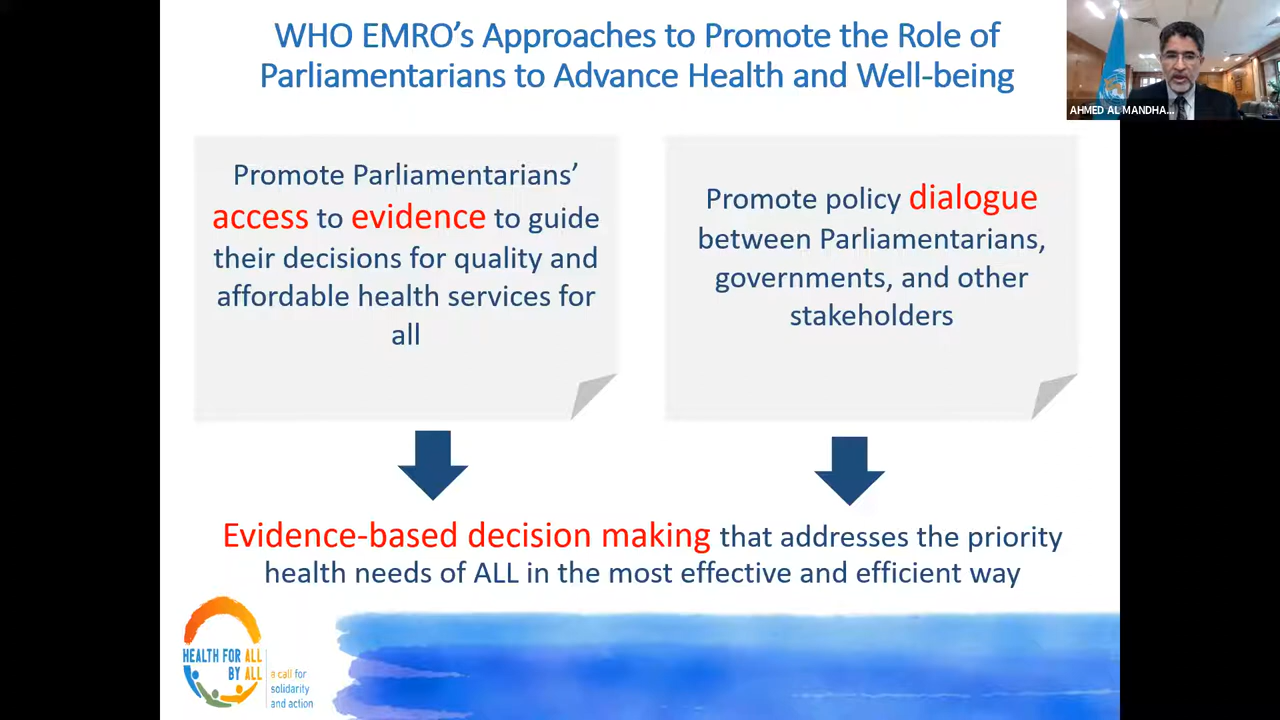 WHO EMRO’s Approaches to Promote the Role of
Parliamentarians to Advance Health and Well-being
AHMED AL MANDHA...
Promote Parliamentarians’
access to evidence to guide
their decisions for quality and
affordable health services for
all
Promote policy dialogue
between Parliamentarians,
governments, and other
stakeholders
Evidence-based decision making that addresses the priority
health needs of ALL in the most effective and efficient way
HEALTH FOR ALL
BY ALL
a call for
solidarity
and action